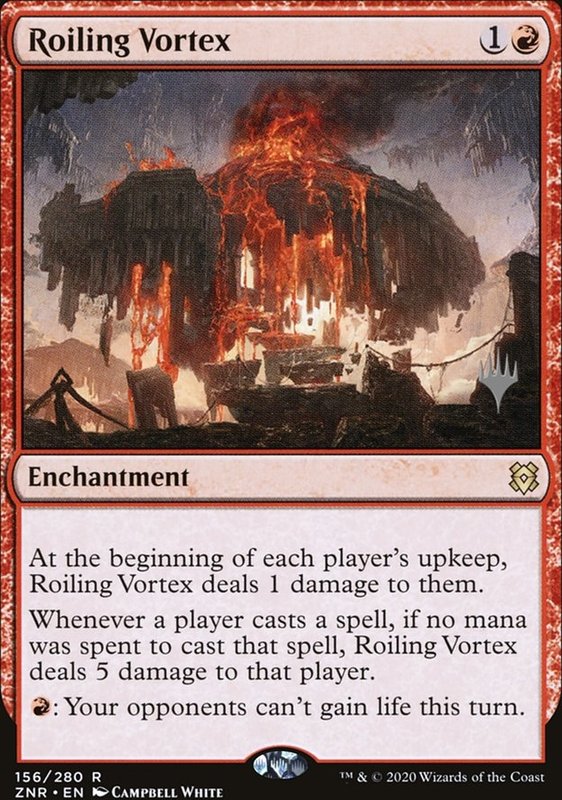 Roiling Vortex 1
Enchantment
At the beginning of each player's upkeep,
Roiling Vortex deals 1 damage to them.
Whenever a player casts a spell, if no mana
was spent to cast that spell, Roiling Vortex
deals 5 damage to that player.
: Your opponents can't gain life this turn.
156/280 R
ZNR • EN Campbell White
™ & © 2020 Wizards of the Coast